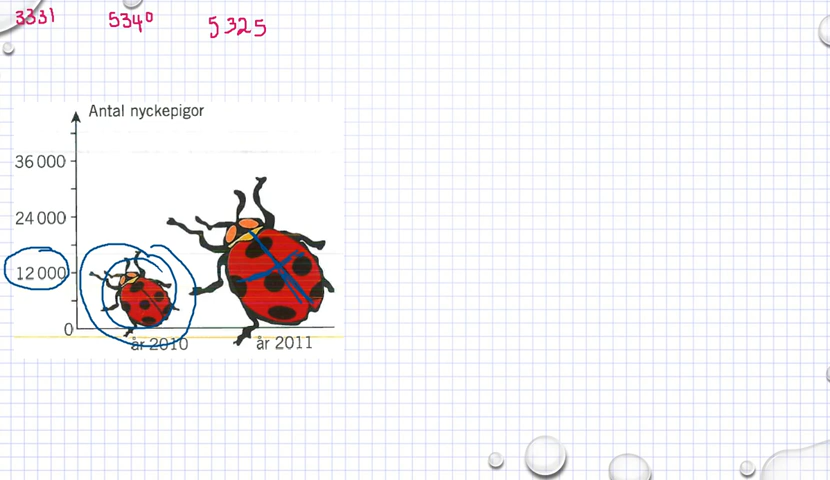 3331 5340 5325
Antal nyckepigor
36 000
24 000
12 000
0
år 2010 år 2011